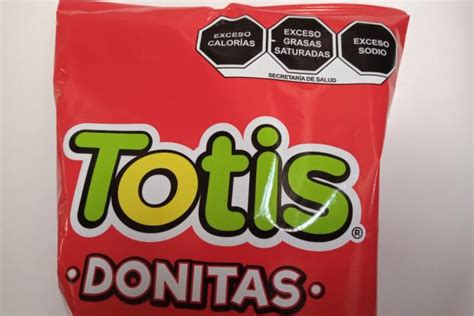 EXCESO CALORÍAS
EXCESO GRASAS SATURADAS
EXCESO SODIO
SECRETARÍA DE SALUD
Totis®
·DONITAS·